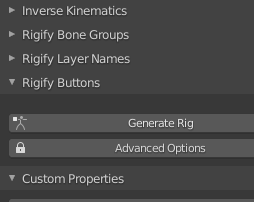 Inverse Kinematics
Rigify Bone Groups
Rigify Layer Names
Rigify Buttons
Generate Rig
Advanced Options
Custom Properties